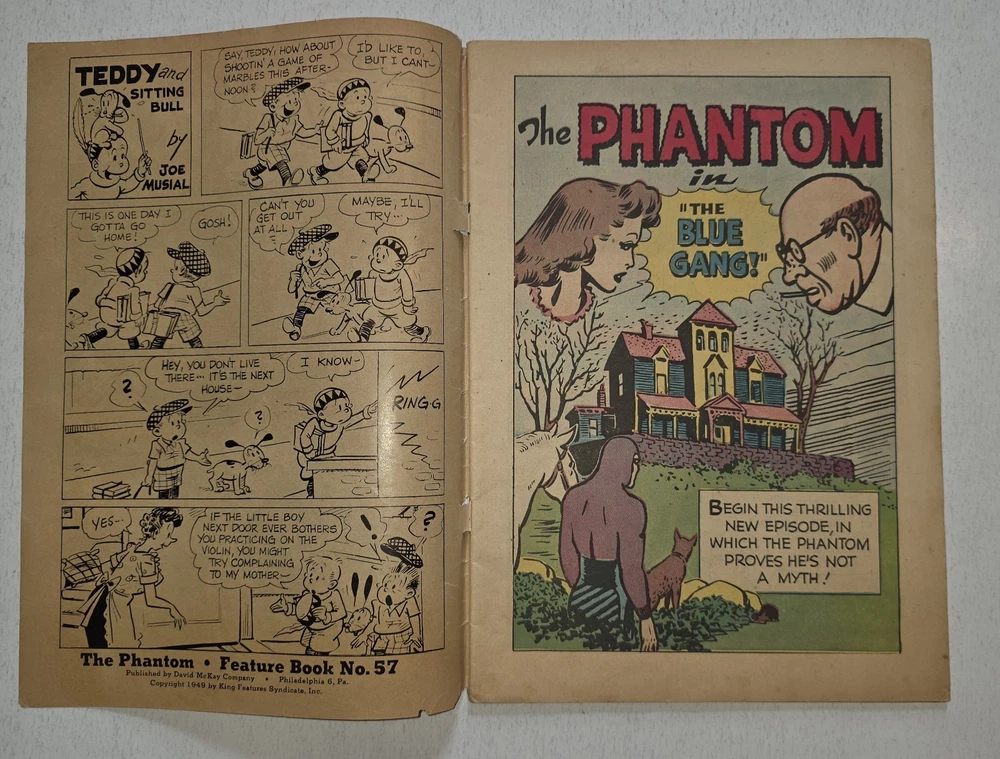 TEDDY and
SITTING
BULL
by
JOE
MUSIAL
SAY, TEDDY, HOW ABOUT
SHOOTIN' A GAME OF
MARBLES THIS AFTER-
NOON?
I'D LIKE TO,
BUT I CAN'T--
THIS IS ONE DAY I
GOTTA GO
HOME!
GOSH!
CAN'T YOU
GET OUT
AT ALL?
MAYBE, I'LL
TRY---
?
HEY, YOU DON'T LIVE
THERE--- IT'S THE NEXT
HOUSE--
?
I KNOW--
RING-G
YES---
IF THE LITTLE BOY
NEXT DOOR EVER BOTHERS
YOU PRACTICING ON THE
VIOLIN, YOU MIGHT
TRY COMPLAINING
TO MY MOTHER--
!
?
!!
The Phantom • Feature Book No. 57
Published by David McKay Company • Philadelphia 6, Pa.
Copyright 1949 by King Features Syndicate, Inc.
The PHANTOM
in
"THE
BLUE
GANG!"
BEGIN THIS THRILLING
NEW EPISODE, IN
WHICH THE PHANTOM
PROVES HE'S NOT
A MYTH!